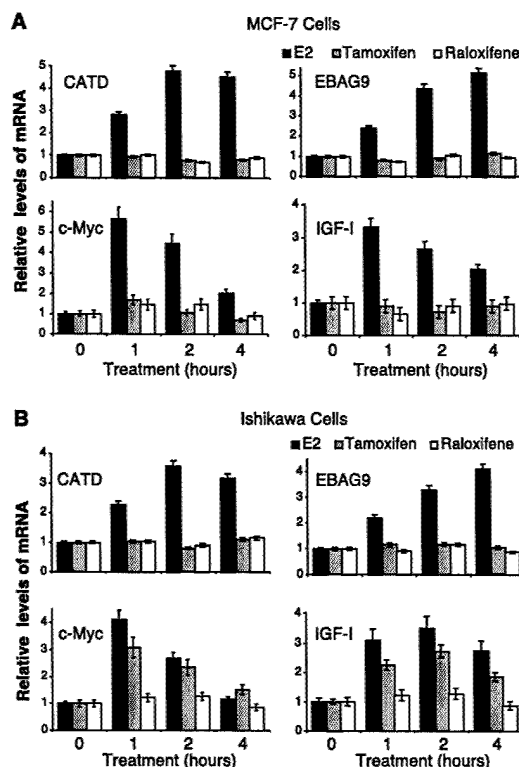 A
MCF-7 Cells
E2 Tamoxifen Raloxifene
Relative levels of mRNA
CATD
5
4
3
2
1
0
EBAG9
5
4
3
2
1
0
c-Myc
6
5
4
3
2
1
0
IGF-I
4
3
2
1
0
0 1 2 4
Treatment (hours)
0 1 2 4
Treatment (hours)
B
Ishikawa Cells
E2 Tamoxifen Raloxifene
Relative levels of mRNA
CATD
4
3
2
1
0
EBAG9
4
3
2
1
0
c-Myc
4
3
2
1
0
IGF-I
4
3
2
1
0
0 1 2 4
Treatment (hours)
0 1 2 4
Treatment (hours)